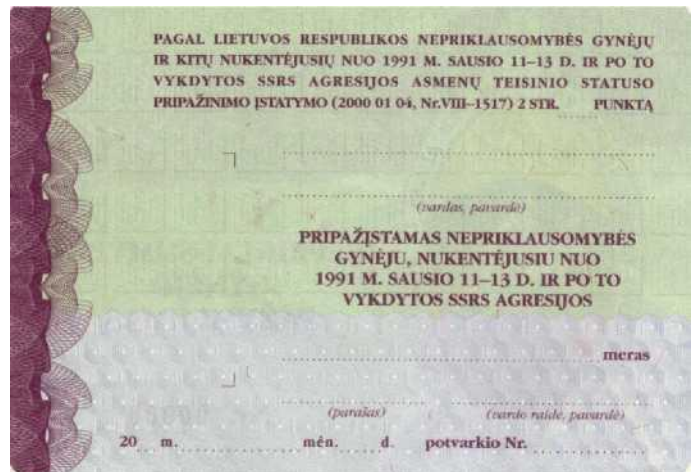 PAGAL LIETUVOS RESPUBLIKOS NEPRIKLAUSOMYBĖS GYNĖJŲ
IR KITŲ NUKENTĖJUSIŲ NUO 1991 M. SAUSIO 11–13 D. IR PO TO
VYKDYTOS SSRS AGRESIJOS ASMENŲ TEISINIO STATUSO
PRIPAŽINIMO ĮSTATYMO (2000 01 04, Nr.VIII–1517) 2 STR. ...... PUNKTĄ
(vardas, pavardė)
PRIPAŽĮSTAMAS NEPRIKLAUSOMYBĖS
GYNĖJU, NUKENTĖJUSIU NUO
1991 M. SAUSIO 11–13 D. IR PO TO
VYKDYTOS SSRS AGRESIJOS
meras
(parašas) (vardo raidė, pavardė)
20... m. ............... mėn. ..... d. potvarkio Nr. ...............